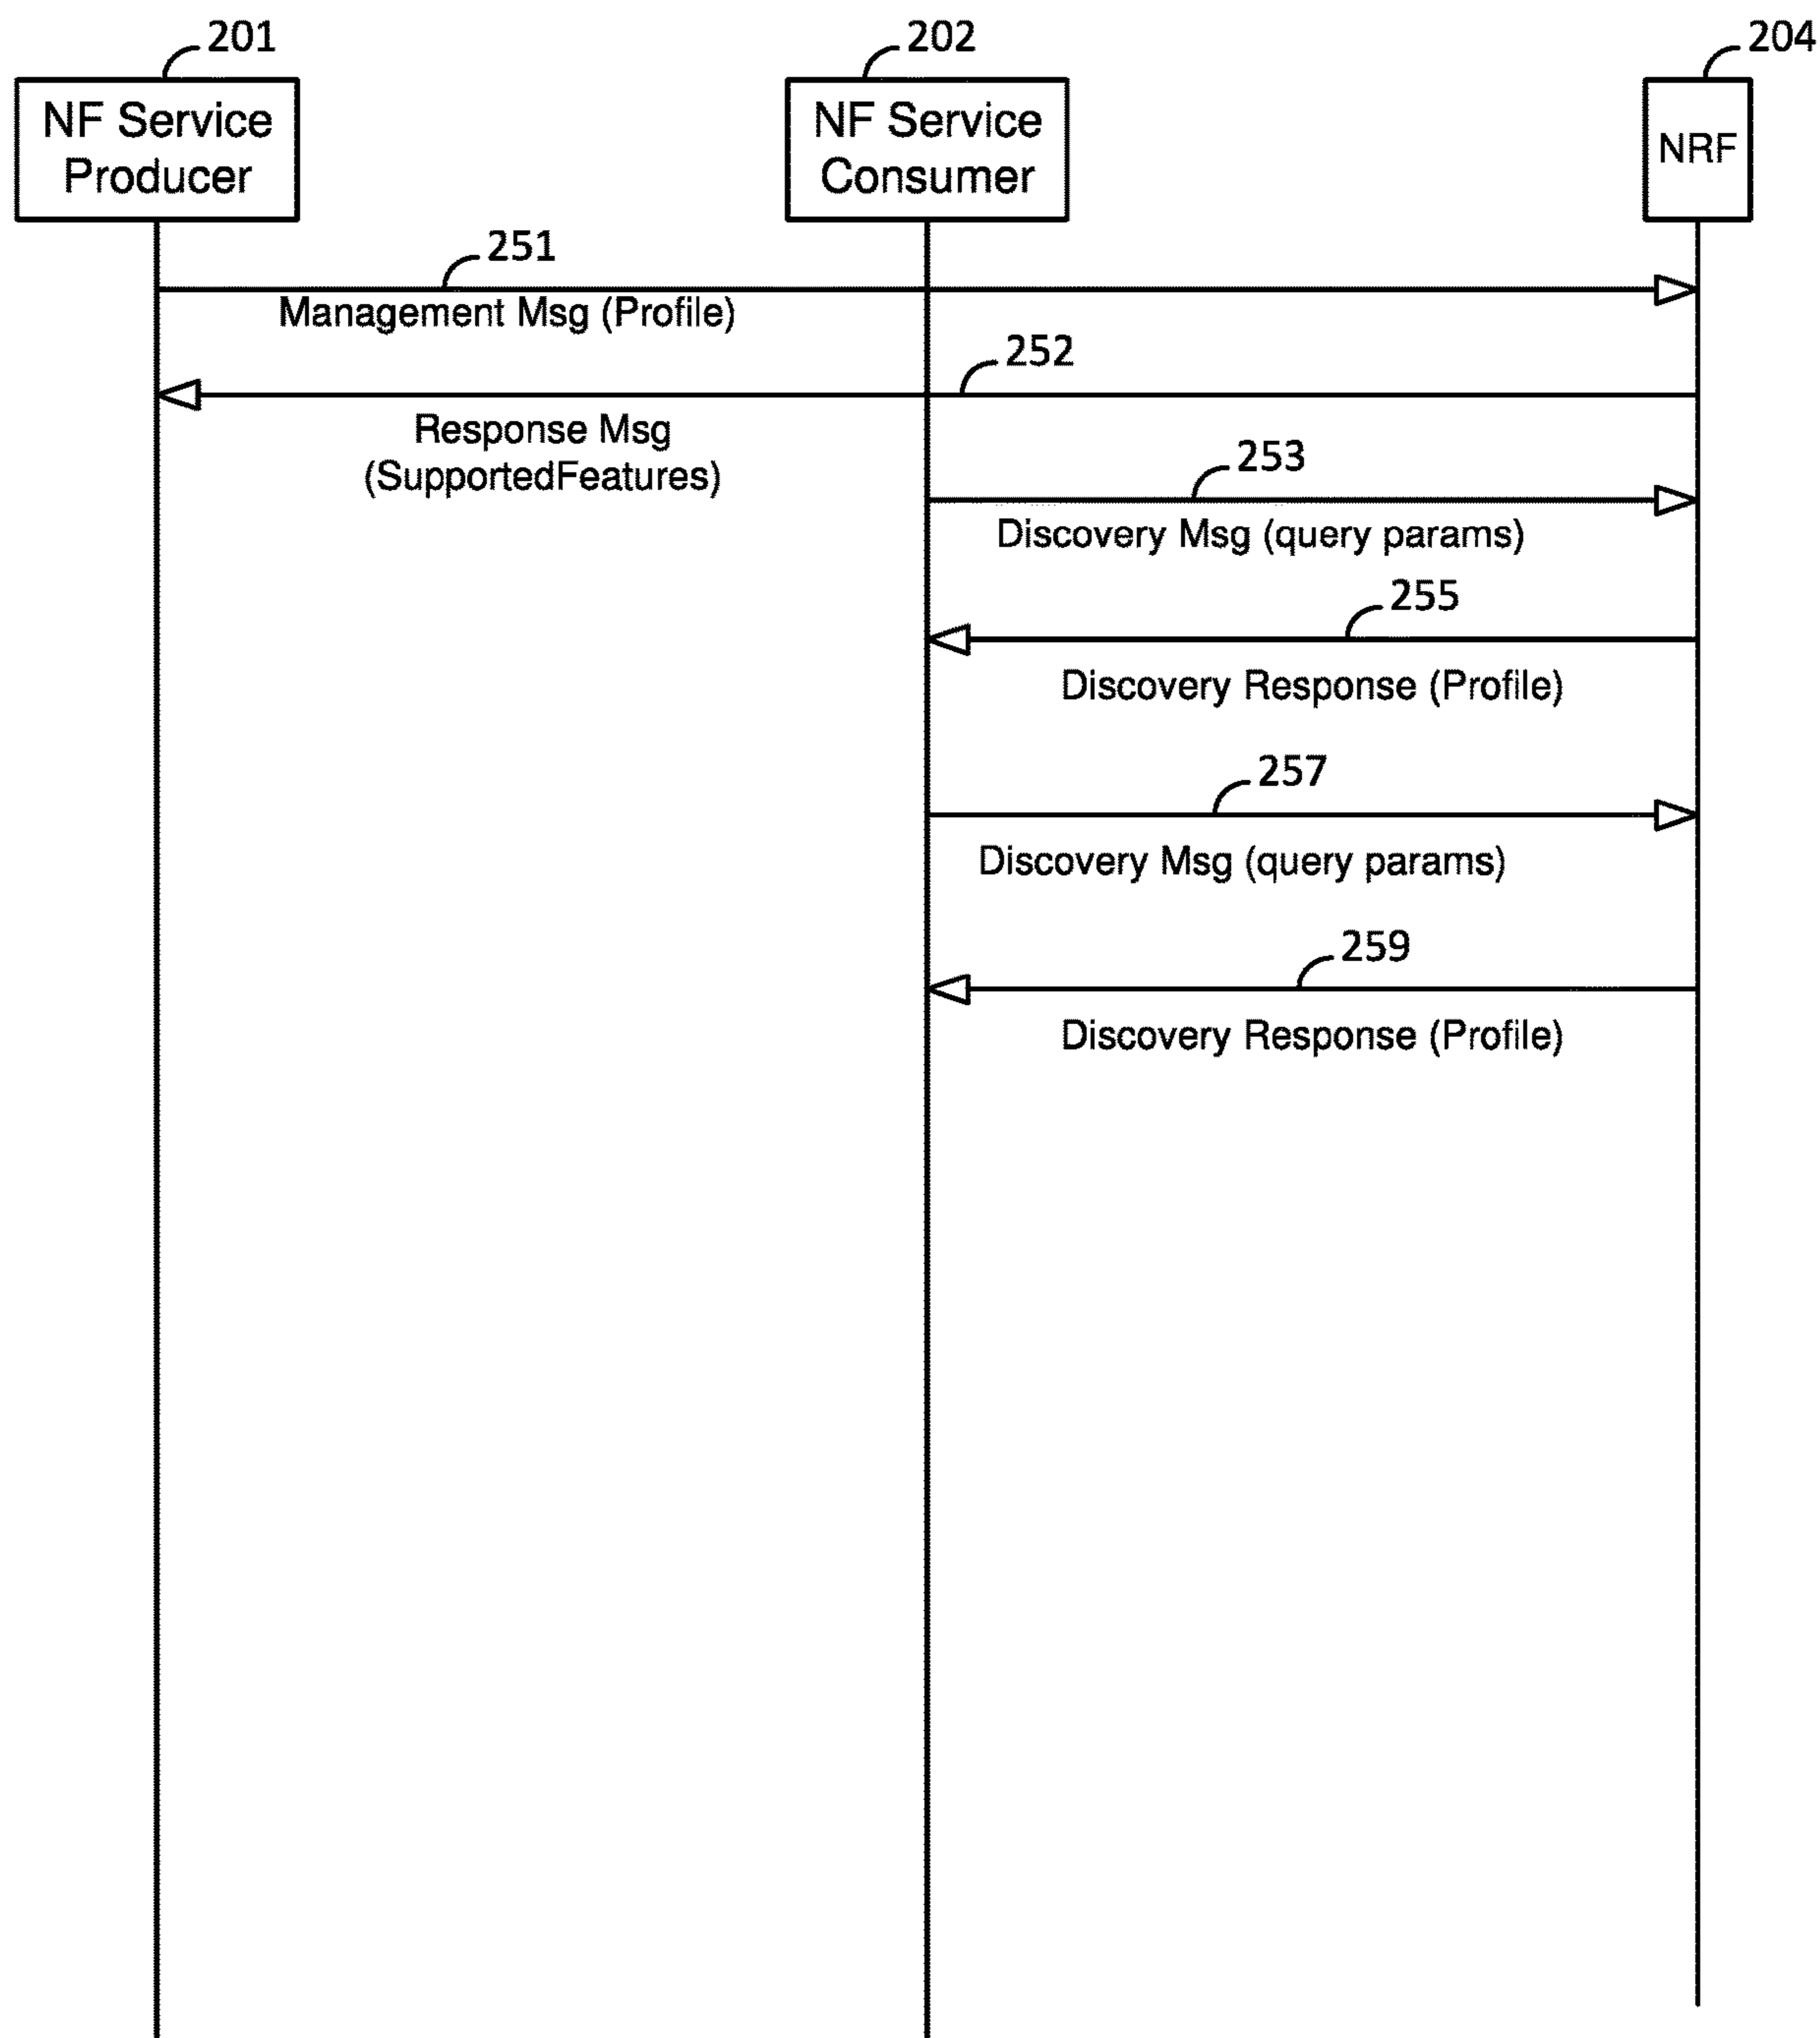 201
202
204
NF Service
Producer
NF Service
Consumer
NRF
251
Management Msg (Profile)
252
Response Msg
(SupportedFeatures)
253
Discovery Msg (query params)
255
Discovery Response (Profile)
257
Discovery Msg (query params)
259
Discovery Response (Profile)